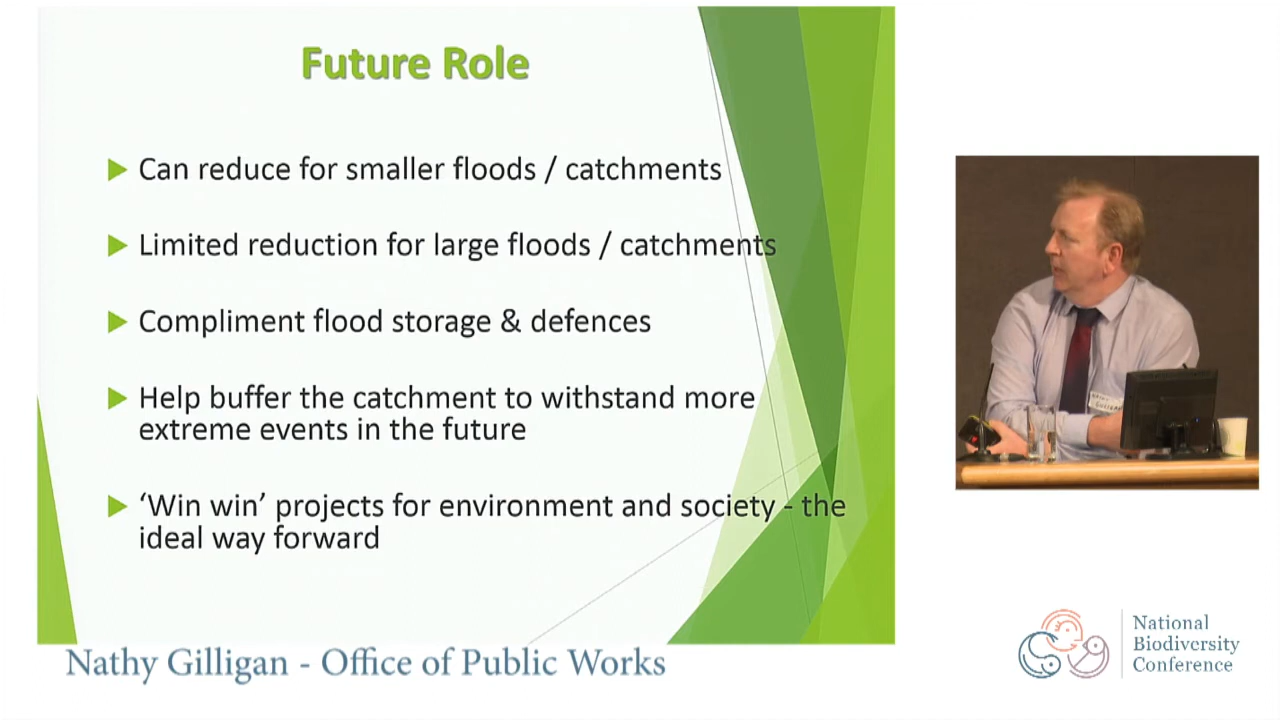 Future Role
Can reduce for smaller floods / catchments
Limited reduction for large floods / catchments
Compliment flood storage & defences
Help buffer the catchment to withstand more
extreme events in the future
‘Win win’ projects for environment and society - the
ideal way forward
Nathy Gilligan - Office of Public Works
NATHY
GILLIGAN
National
Biodiversity
Conference